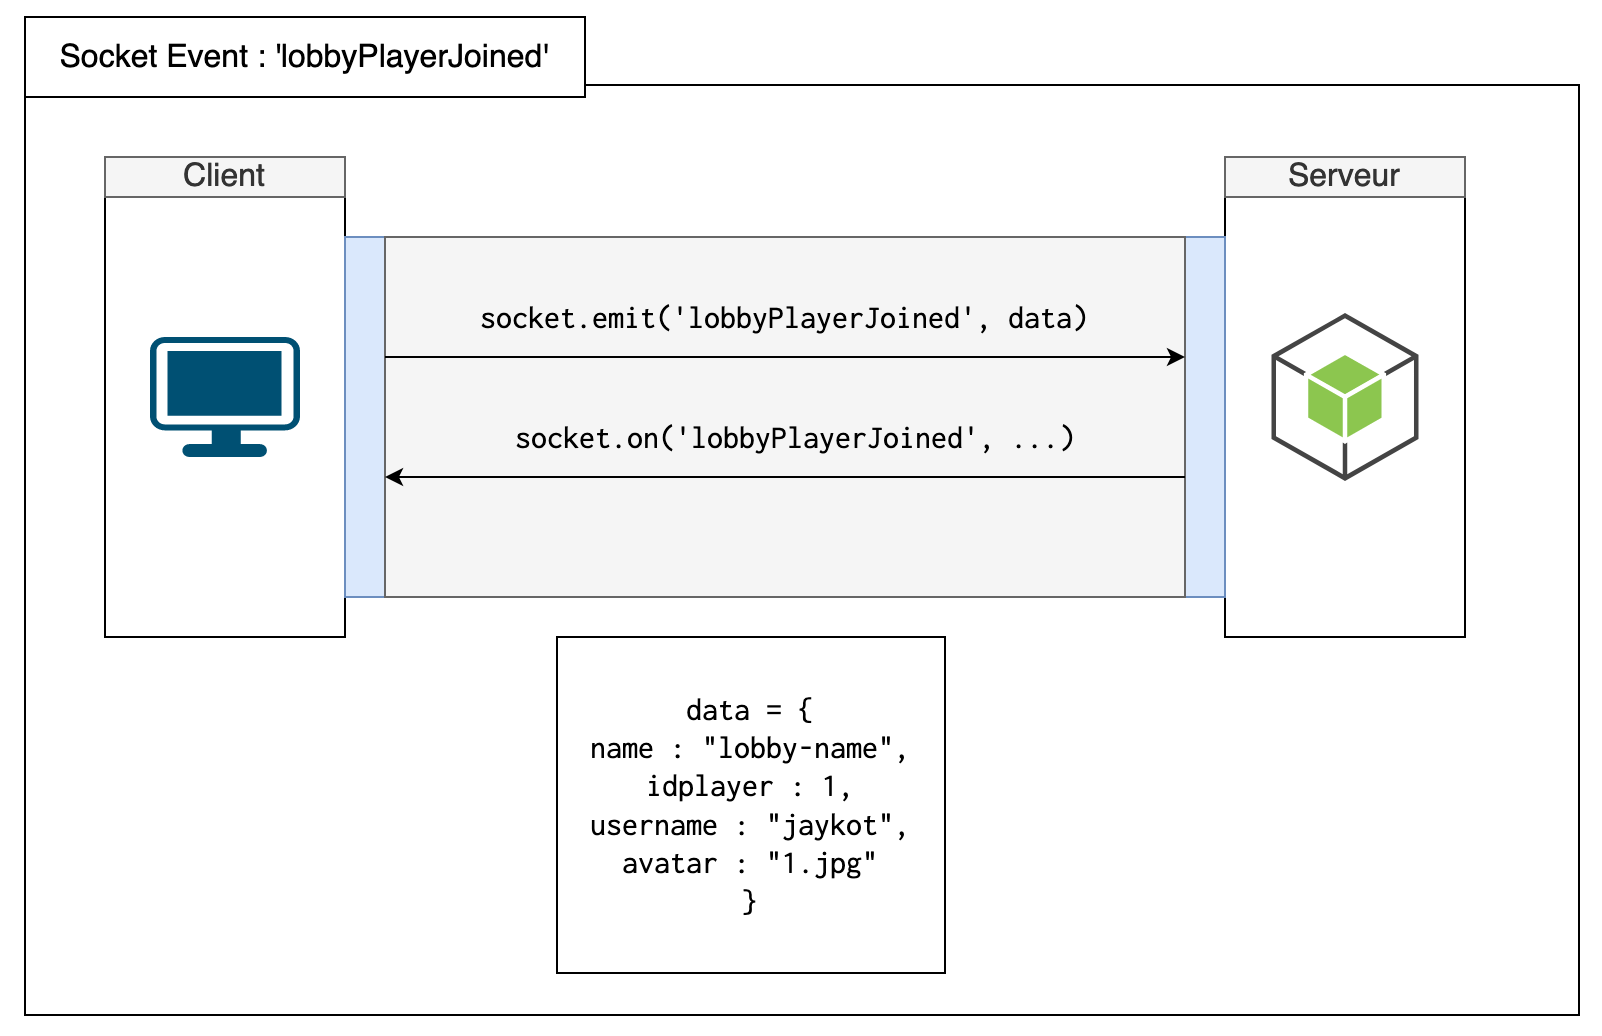 Socket Event : 'lobbyPlayerJoined'
Client
Serveur
socket.emit('lobbyPlayerJoined', data)
socket.on('lobbyPlayerJoined', ...)
data = {
name : "lobby-name",
idplayer : 1,
username : "jaykot",
avatar : "1.jpg"
}